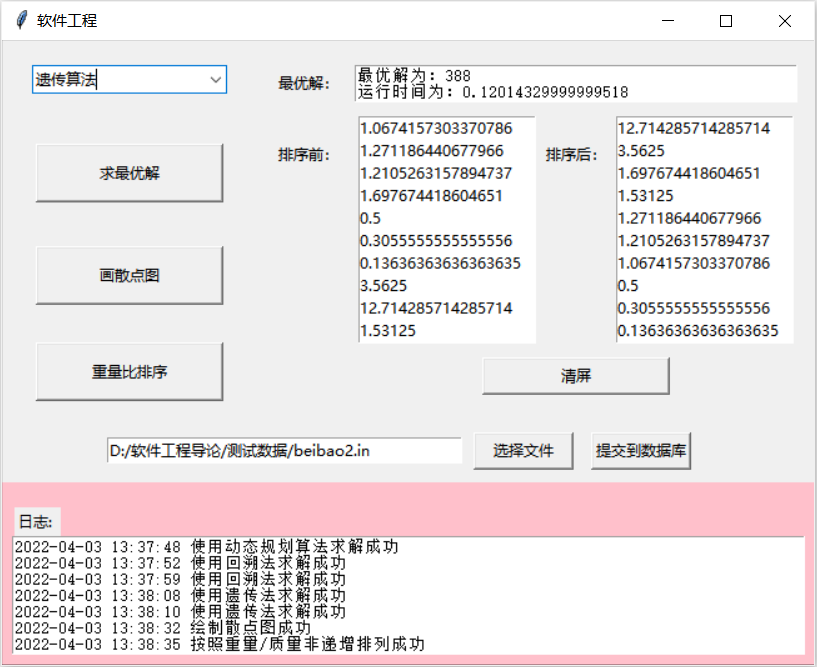 软件工程
遗传算法
最优解:
最优解为: 388
运行时间为: 0.12014329999999518
求最优解
画散点图
重量比排序
排序前:
1.0674157303370786
1.271186440677966
1.2105263157894737
1.697674418604651
0.5
0.3055555555555556
0.13636363636363635
3.5625
12.714285714285714
1.53125
排序后:
12.714285714285714
3.5625
1.697674418604651
1.53125
1.271186440677966
1.2105263157894737
1.0674157303370786
0.5
0.3055555555555556
0.13636363636363635
清屏
D:/软件工程导论/测试数据/beibao2.in
选择文件
提交到数据库
日志:
2022-04-03 13:37:48 使用动态规划算法求解成功
2022-04-03 13:37:52 使用回溯法求解成功
2022-04-03 13:37:59 使用回溯法求解成功
2022-04-03 13:38:08 使用遗传法求解成功
2022-04-03 13:38:10 使用遗传法求解成功
2022-04-03 13:38:32 绘制散点图成功
2022-04-03 13:38:35 按照重量/质量非递增排列成功